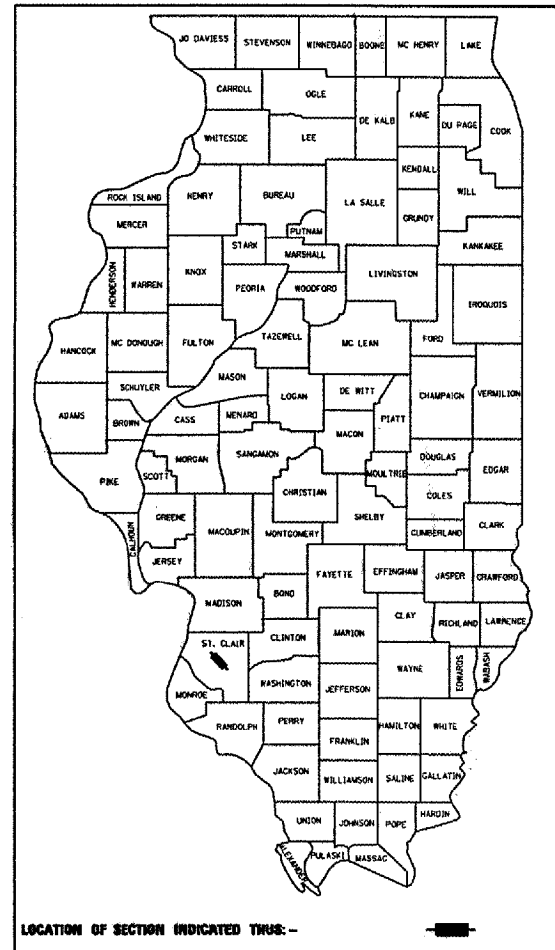 JO DAVIESS
STEVENSON
WINNEBAGO
BOONE
MC HENRY
LAKE
CARROLL
OGLE
DE KALB
KANE
DU PAGE
COOK
WHITESIDE
LEE
KENDALL
WILL
ROCK ISLAND
HENRY
BUREAU
LA SALLE
GRUNDY
MERCER
PUTNAM
STARK
MARSHALL
KANKAKEE
HENDERSON
WARREN
KNOX
PEORIA
WOODFORD
LIVINGSTON
IROQUOIS
HANCOCK
MC DONOUGH
FULTON
TAZEWELL
MC LEAN
FORD
SCHUYLER
MASON
LOGAN
DE WITT
CHAMPAIGN
VERMILION
ADAMS
BROWN
CASS
MENARD
MACON
PIATT
PIKE
SCOTT
MORGAN
SANGAMON
CHRISTIAN
MOULTRIE
DOUGLAS
EDGAR
COLES
CALHOUN
GREENE
MACOUPIN
MONTGOMERY
SHELBY
CUMBERLAND
CLARK
JERSEY
FAYETTE
EFFINGHAM
JASPER
CRAWFORD
MADISON
BOND
CLAY
RICHLAND
LAWRENCE
ST. CLAIR
CLINTON
MARION
WAYNE
EDWARDS
WABASH
MONROE
WASHINGTON
JEFFERSON
RANDOLPH
PERRY
HAMILTON
WHITE
FRANKLIN
JACKSON
WILLIAMSON
SALINE
GALLATIN
UNION
JOHNSON
POPE
HARDIN
ALEXANDER
PULASKI
MASSAC
LOCATION OF SECTION INDICATED THUS: -